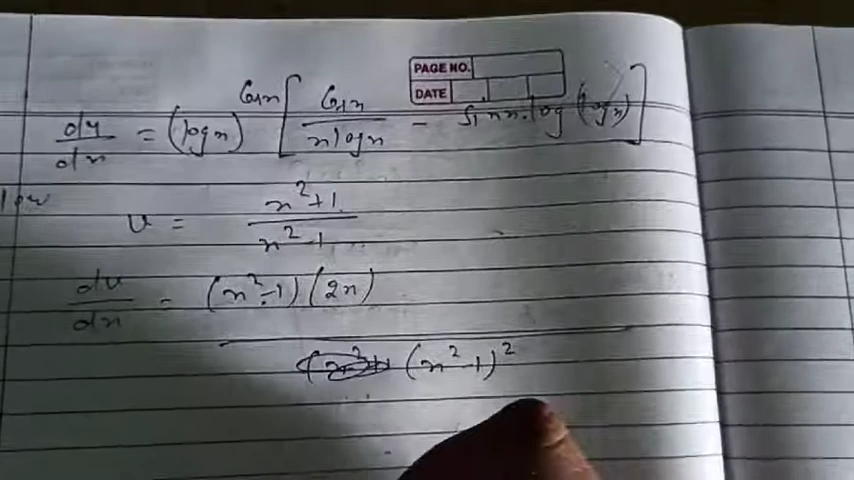 PAGE NO.
DATE
dy/dx = (log x)^cos x [ cos x / x log x - sin x . log (log x) ]
v = x²+1 / x²-1
dv/dx = (x²-1)(2x)
(x²-1)²